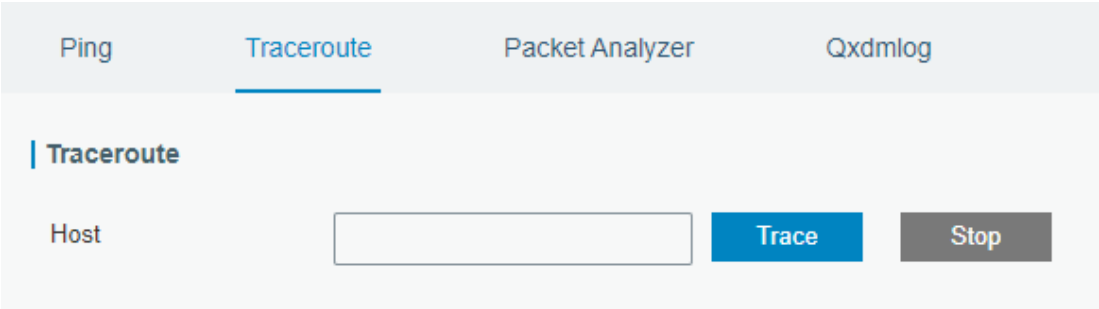 Ping Traceroute Packet Analyzer Qxdmlog
Traceroute
Host Trace Stop